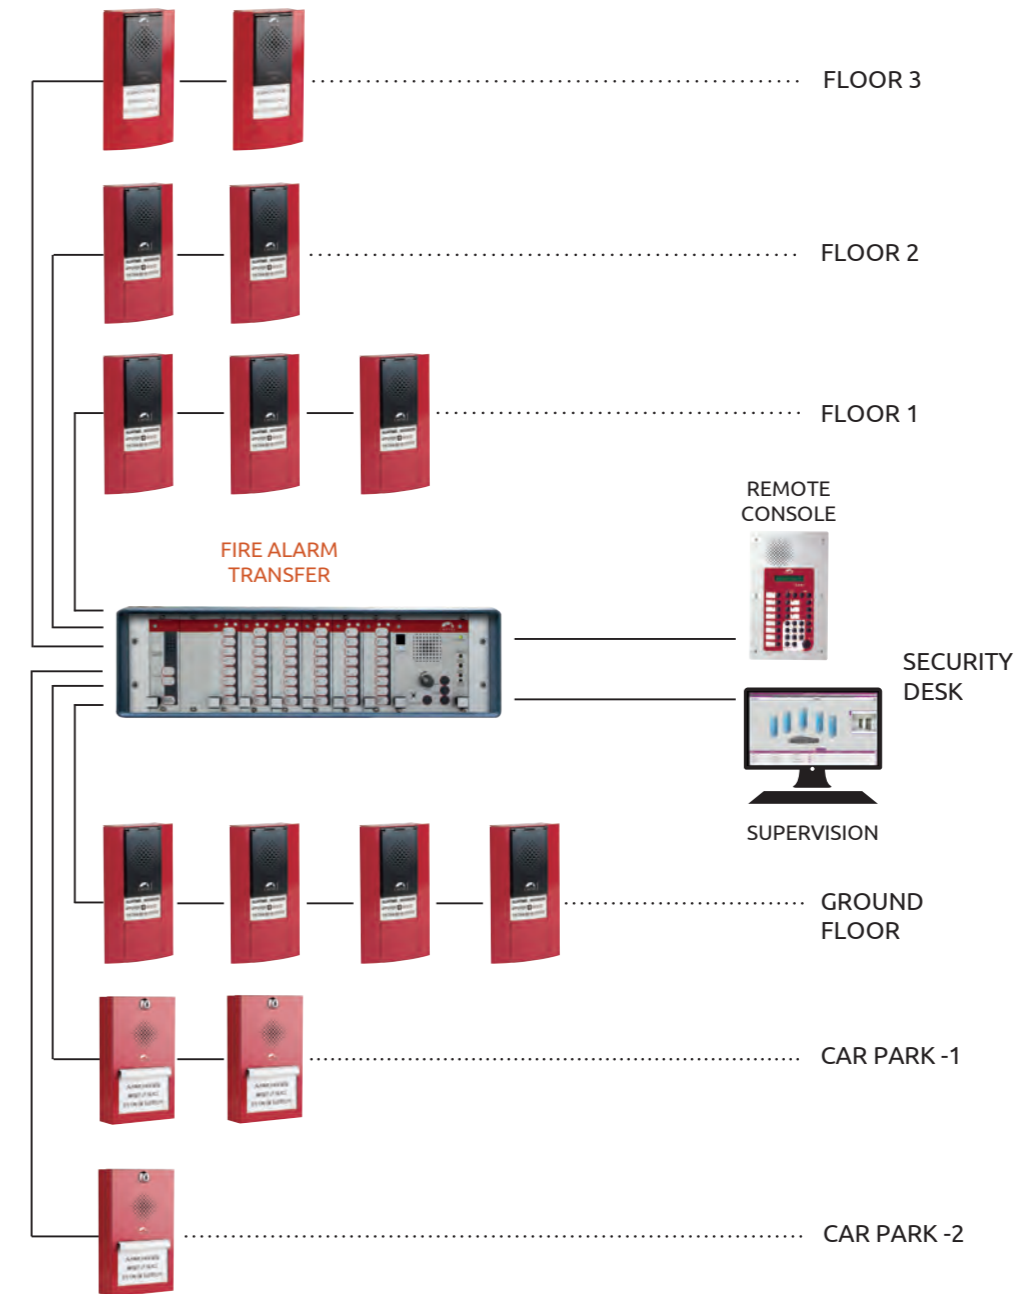 FLOOR 3
FLOOR 2
FLOOR 1
REMOTE
CONSOLE
FIRE ALARM
TRANSFER
SECURITY
DESK
SUPERVISION
GROUND
FLOOR
CAR PARK -1
CAR PARK -2